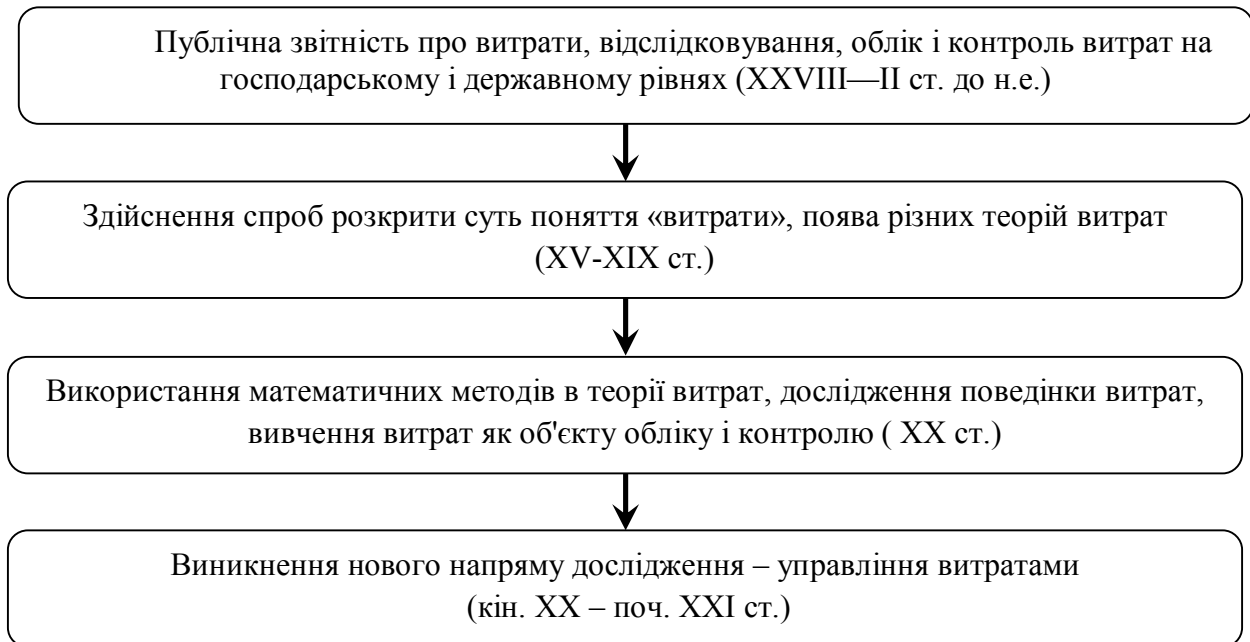 Публічна звітність про витрати, відслідковування, облік і контроль витрат на
господарському і державному рівнях (XXVIII—II ст. до н.е.)
Здійснення спроб розкрити суть поняття «витрати», поява різних теорій витрат
(XV-XIX ст.)
Використання математичних методів в теорії витрат, дослідження поведінки витрат,
вивчення витрат як об'єкту обліку і контролю ( XX ст.)
Виникнення нового напряму дослідження – управління витратами
(кін. XX – поч. XXI ст.)